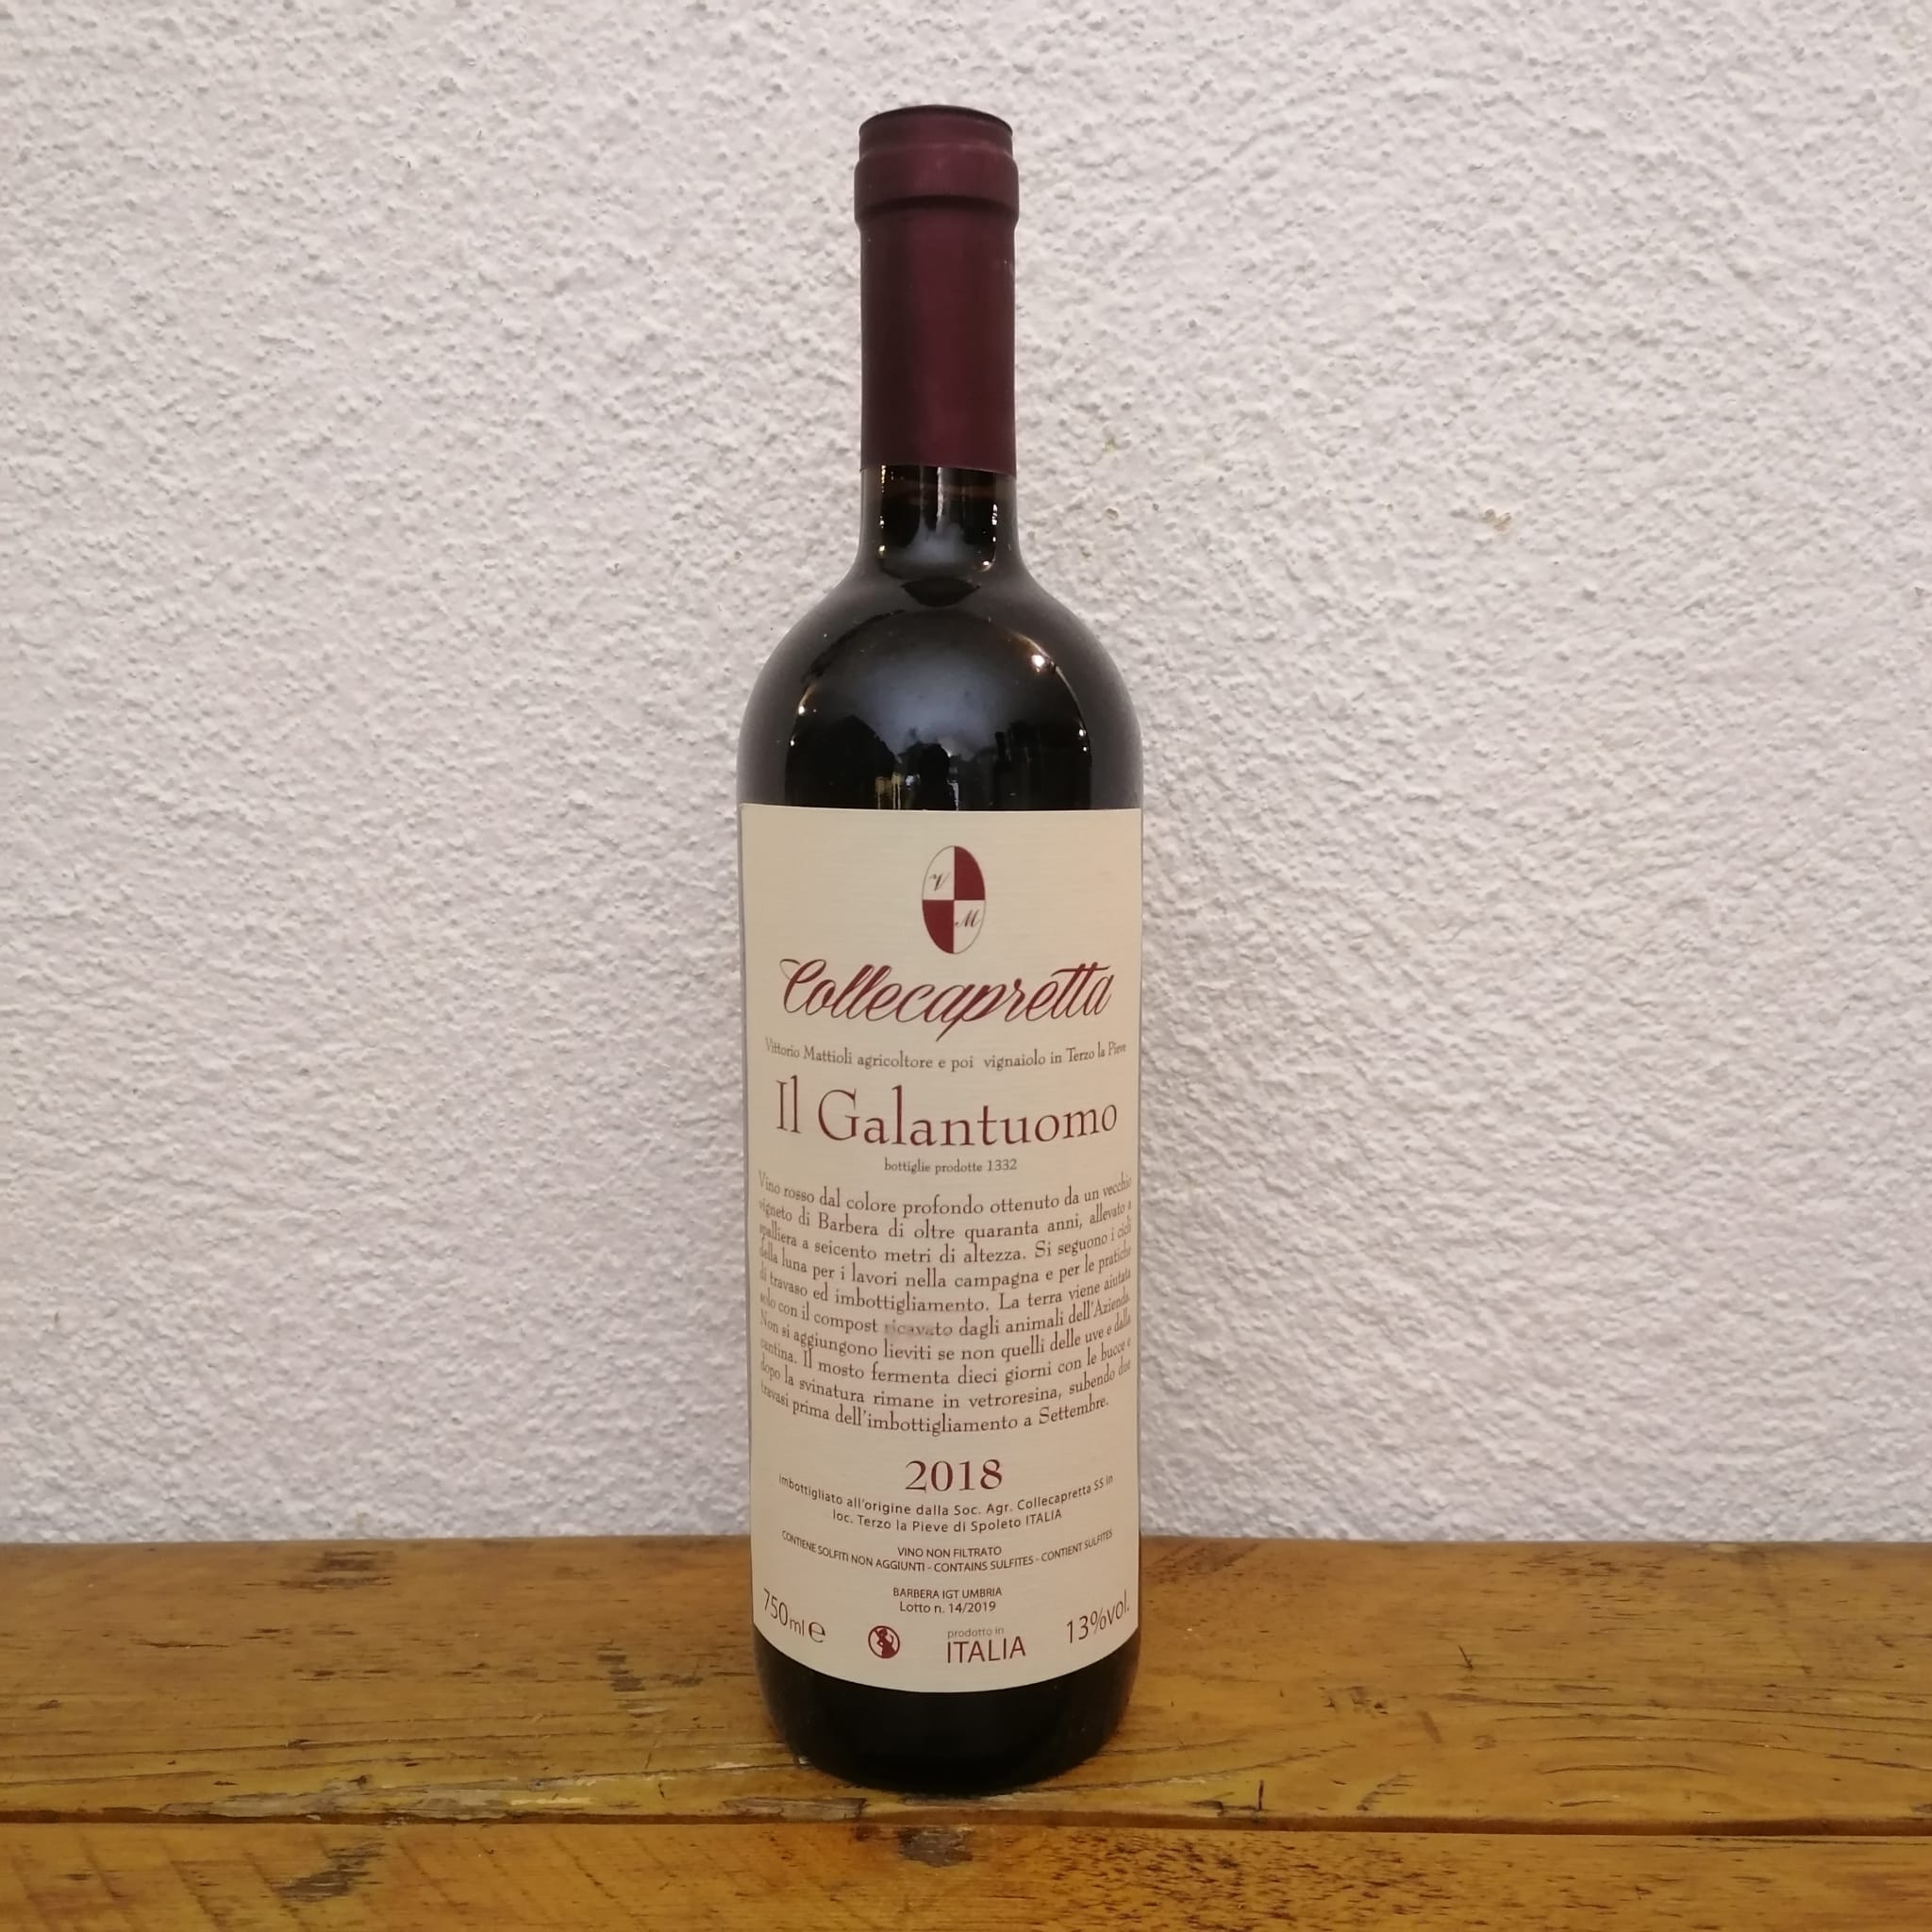 V
M
Collecapretta
Vittorio Mattioli agricoltore e poi vignaiolo in Terzo la Pieve
Il Galantuomo
bottiglie prodotte 1332
Vino rosso dal colore profondo ottenuto da un vecchio
vigneto di Barbera di oltre quaranta anni, allevato a
spalliera a seicento metri di altezza. Si seguono i cicli
della luna per i lavori nella campagna e per le pratiche
di travaso ed imbottigliamento. La terra viene aiutata
solo con il compost ricavato dagli animali dell'Azienda.
Non si aggiungono lieviti se non quelli delle uve e dalla
cantina. Il mosto fermenta dieci giorni con le bucce e
dopo la svinatura rimane in vetroresina, subendo due
travasi prima dell'imbottigliamento a Settembre.
2018
imbottigliato all'origine dalla Soc. Agr. Collecapretta SS in
loc. Terzo la Pieve di Spoleto ITALIA
VINO NON FILTRATO
CONTIENE SOLFITI NON AGGIUNTI - CONTAINS SULFITES - CONTIENT SULFITES
BARBERA IGT UMBRIA
Lotto n. 14/2019
750ml e
prodotto in
ITALIA
13%vol.